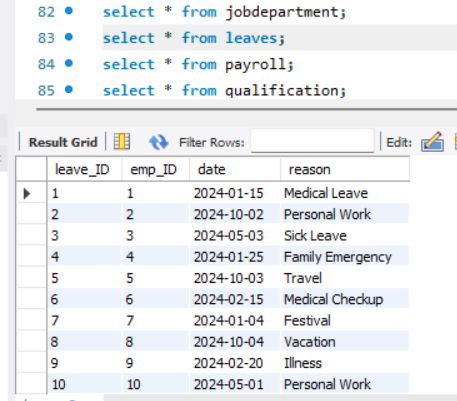 82 select * from jobdepartment;
83 select * from leaves;
84 select * from payroll;
85 select * from qualification;
Result Grid Filter Rows: Edit:
leave_ID emp_ID date reason
1 1 2024-01-15 Medical Leave
2 2 2024-10-02 Personal Work
3 3 2024-05-03 Sick Leave
4 4 2024-01-25 Family Emergency
5 5 2024-10-03 Travel
6 6 2024-02-15 Medical Checkup
7 7 2024-01-04 Festival
8 8 2024-10-04 Vacation
9 9 2024-02-20 Illness
10 10 2024-05-01 Personal Work